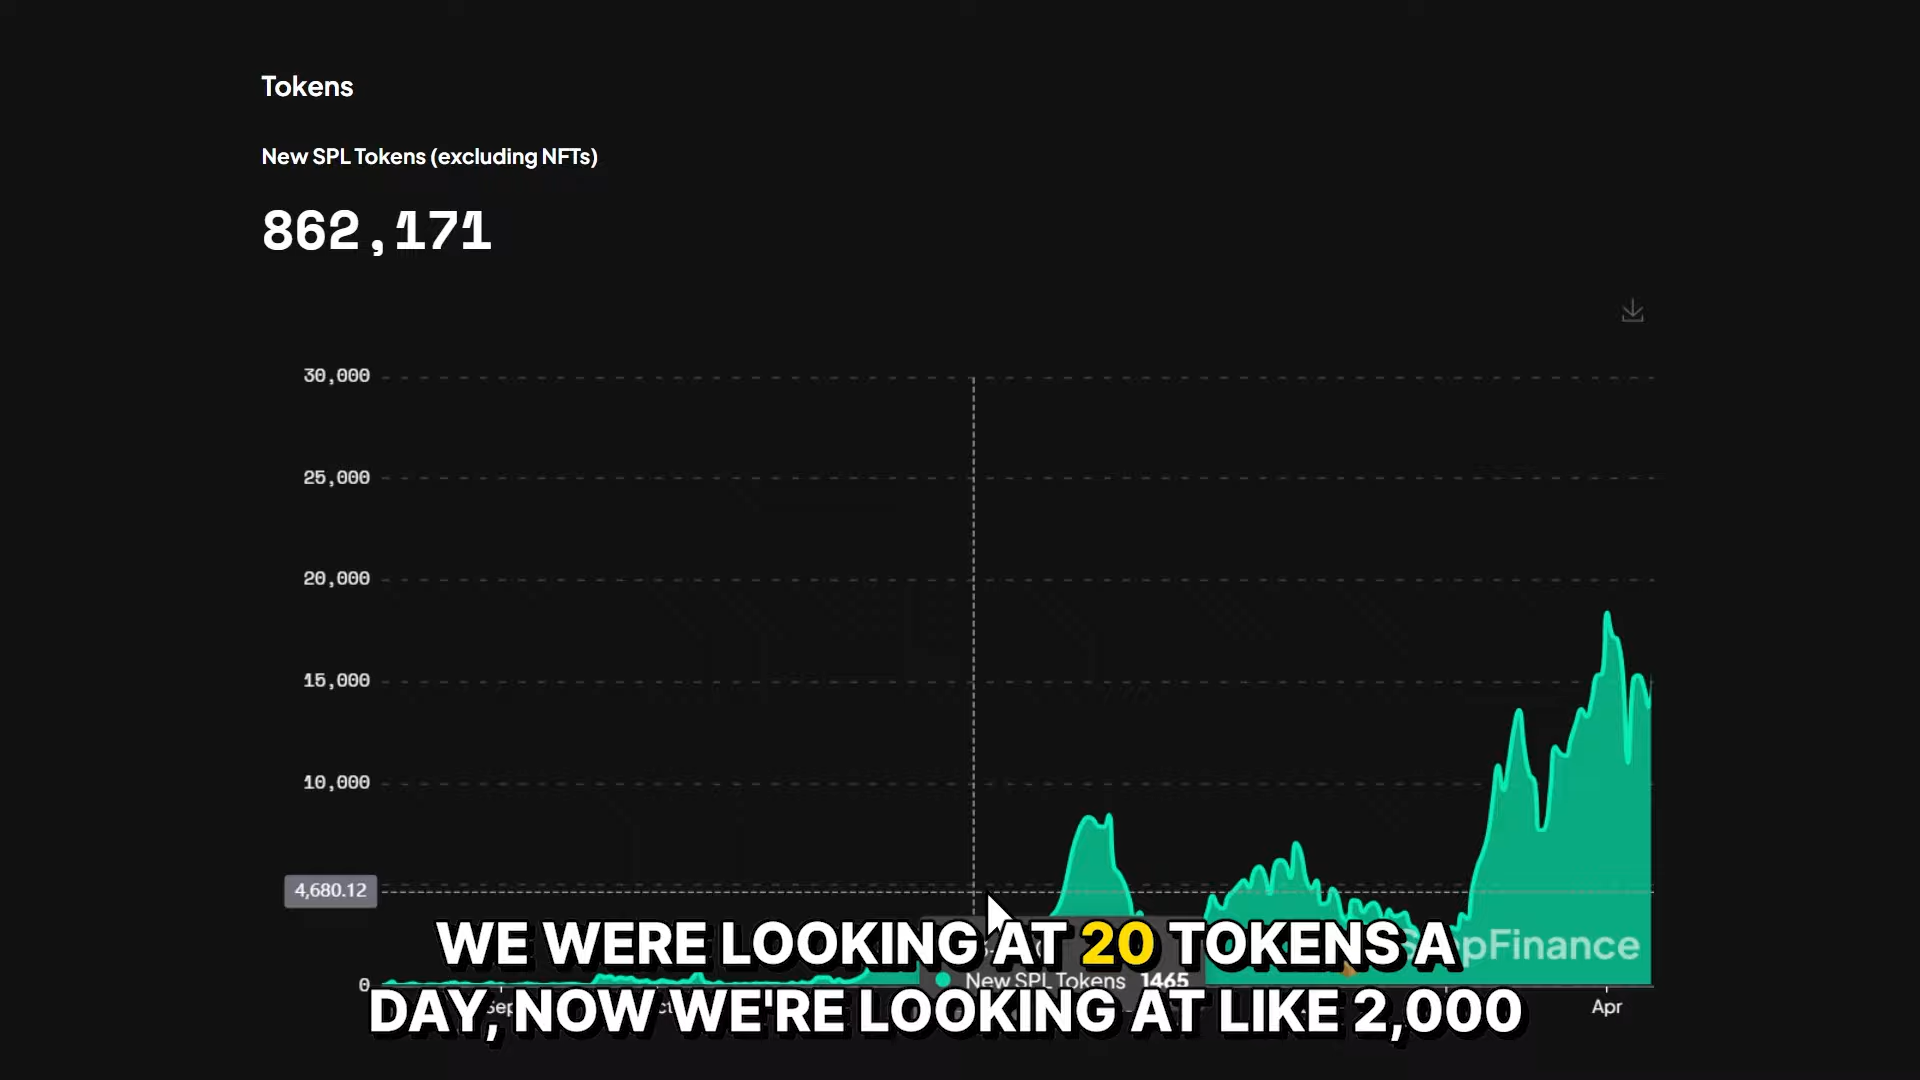 Tokens
New SPL Tokens (excluding NFTs)
862,171
30,000
25,000
20,000
15,000
10,000
4,680.12
0
WE WERE LOOKING AT 20 TOKENS A
pFinance
New SPL Tokens 1465
DAY, NOW WE'RE LOOKING AT LIKE 2,000
Apr